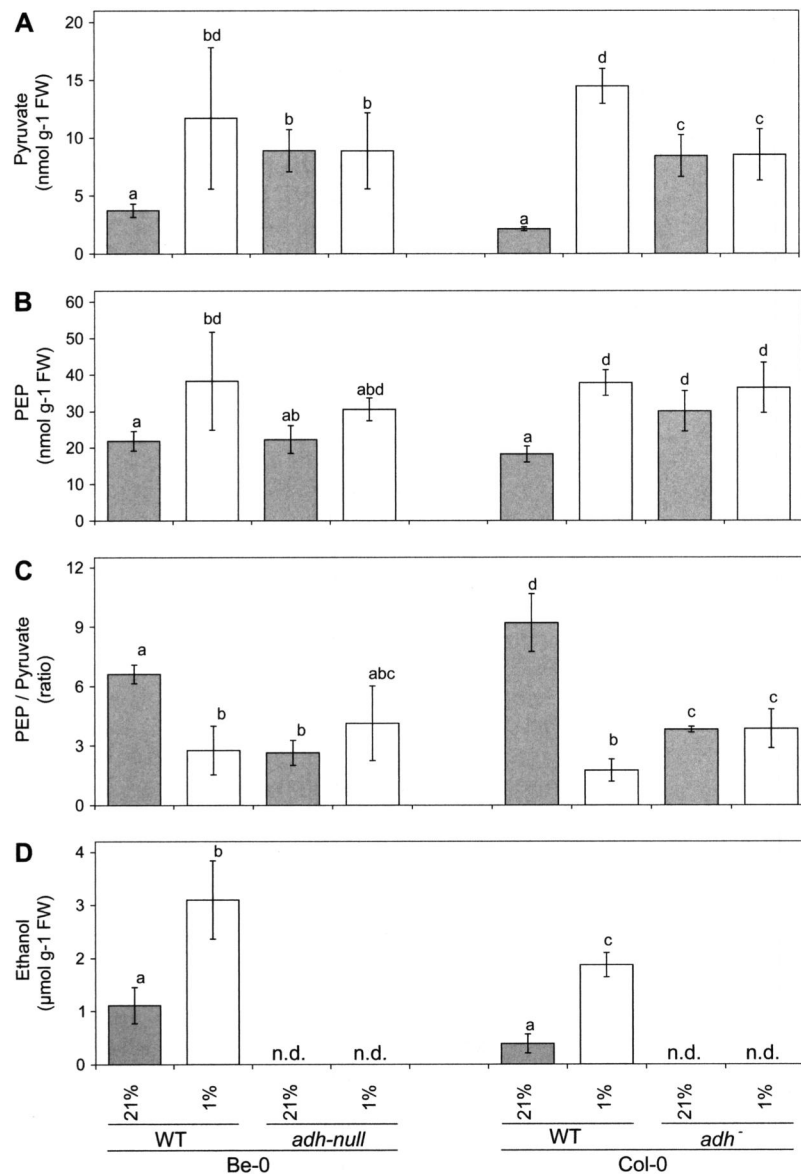 A
Pyruvate
(nmol g-1 FW)
20
15
10
5
0
a
bd
b
b
a
d
c
c
B
PEP
(nmol g-1 FW)
60
50
40
30
20
10
0
a
bd
ab
abd
a
d
d
d
C
PEP / Pyruvate
(ratio)
12
9
6
3
0
a
b
b
abc
d
b
c
c
D
Ethanol
(µmol g-1 FW)
4
3
2
1
0
a
b
n.d.
n.d.
a
c
n.d.
n.d.
21%
1%
21%
1%
21%
1%
21%
1%
WT
adh-null
WT
adh⁻
Be-0
Col-0